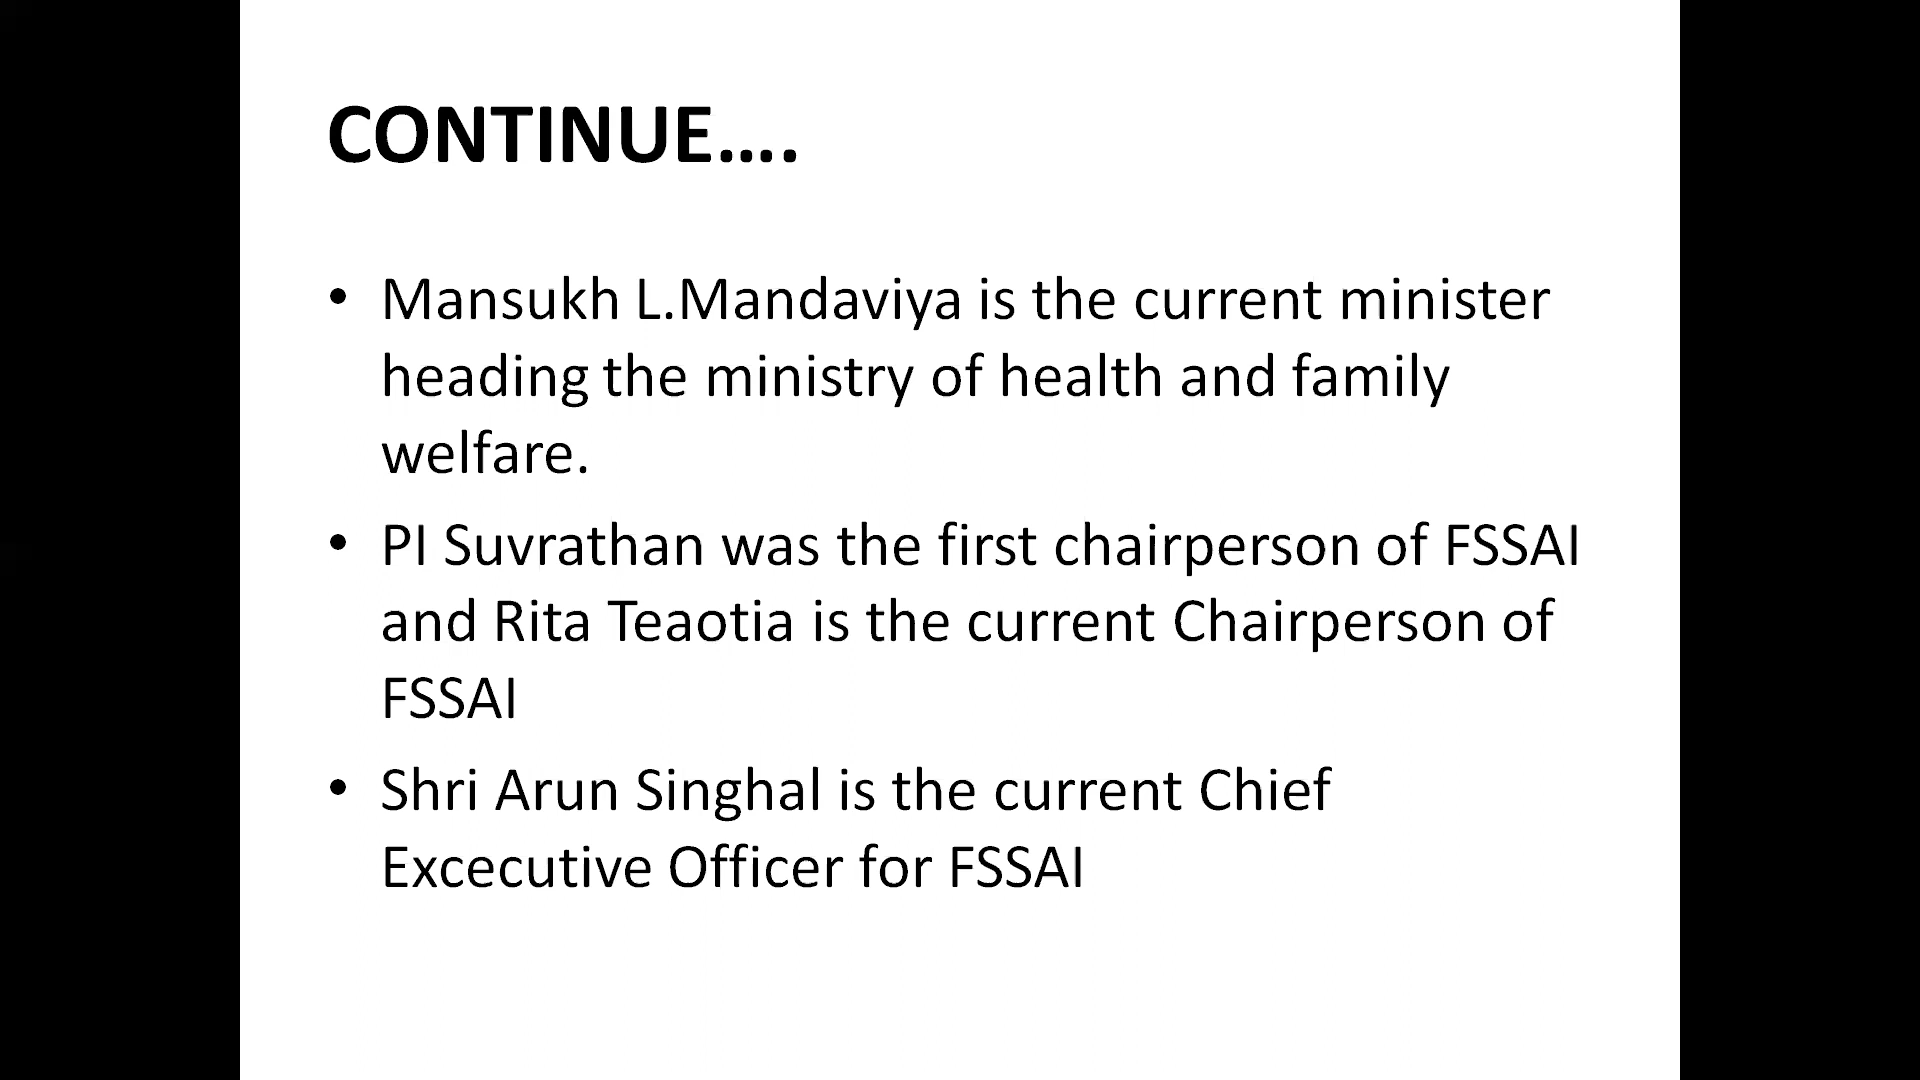 CONTINUE....
• Mansukh L.Mandaviya is the current minister
heading the ministry of health and family
welfare.
• PI Suvrathan was the first chairperson of FSSAI
and Rita Teaotia is the current Chairperson of
FSSAI
• Shri Arun Singhal is the current Chief
Excecutive Officer for FSSAI